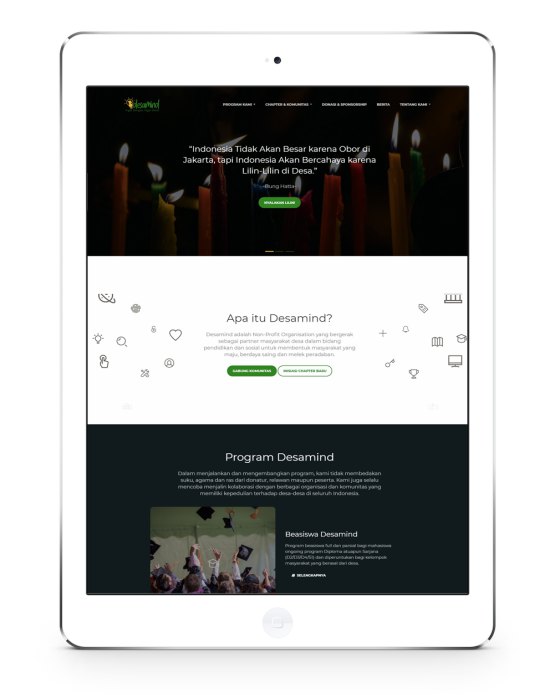 desamind
PROGRAM KAMI
CHAPTER & KOMUNITAS
DONASI & SPONSORSHIP
BERITA
TENTANG KAMI
"Indonesia Tidak Akan Besar karena Obor di
Jakarta, tapi Indonesia Akan Bercahaya karena
Lilin-Lilin di Desa."
-Bung Hatta-
NYALAKAN LILIN
Apa itu Desamind?
Desamind adalah Non-Profit Organisation yang bergerak
sebagai partner masyarakat desa dalam bidang
pendidikan dan sosial untuk membentuk masyarakat yang
maju, berdaya saing dan melek peradaban.
GABUNG KOMUNITAS
INISIASI CHAPTER BARU
Program Desamind
Dalam menjalankan dan mengembangkan program, kami tidak membedakan
suku, agama dan ras dari donatur, relawan maupun peserta. Kami juga selalu
mencoba menjalin kolaborasi dengan berbagai organisasi dan komunitas yang
memiliki kepedulian terhadap desa-desa di seluruh Indonesia.
Beasiswa Desamind
Program beasiswa full dan parsial bagi mahasiswa
ongoing program Diploma ataupun Sarjana
(D2/D3/D4/S1) dan diperuntukan bagi kelompok
masyarakat yang berasal dari desa.
SELENGKAPNYA